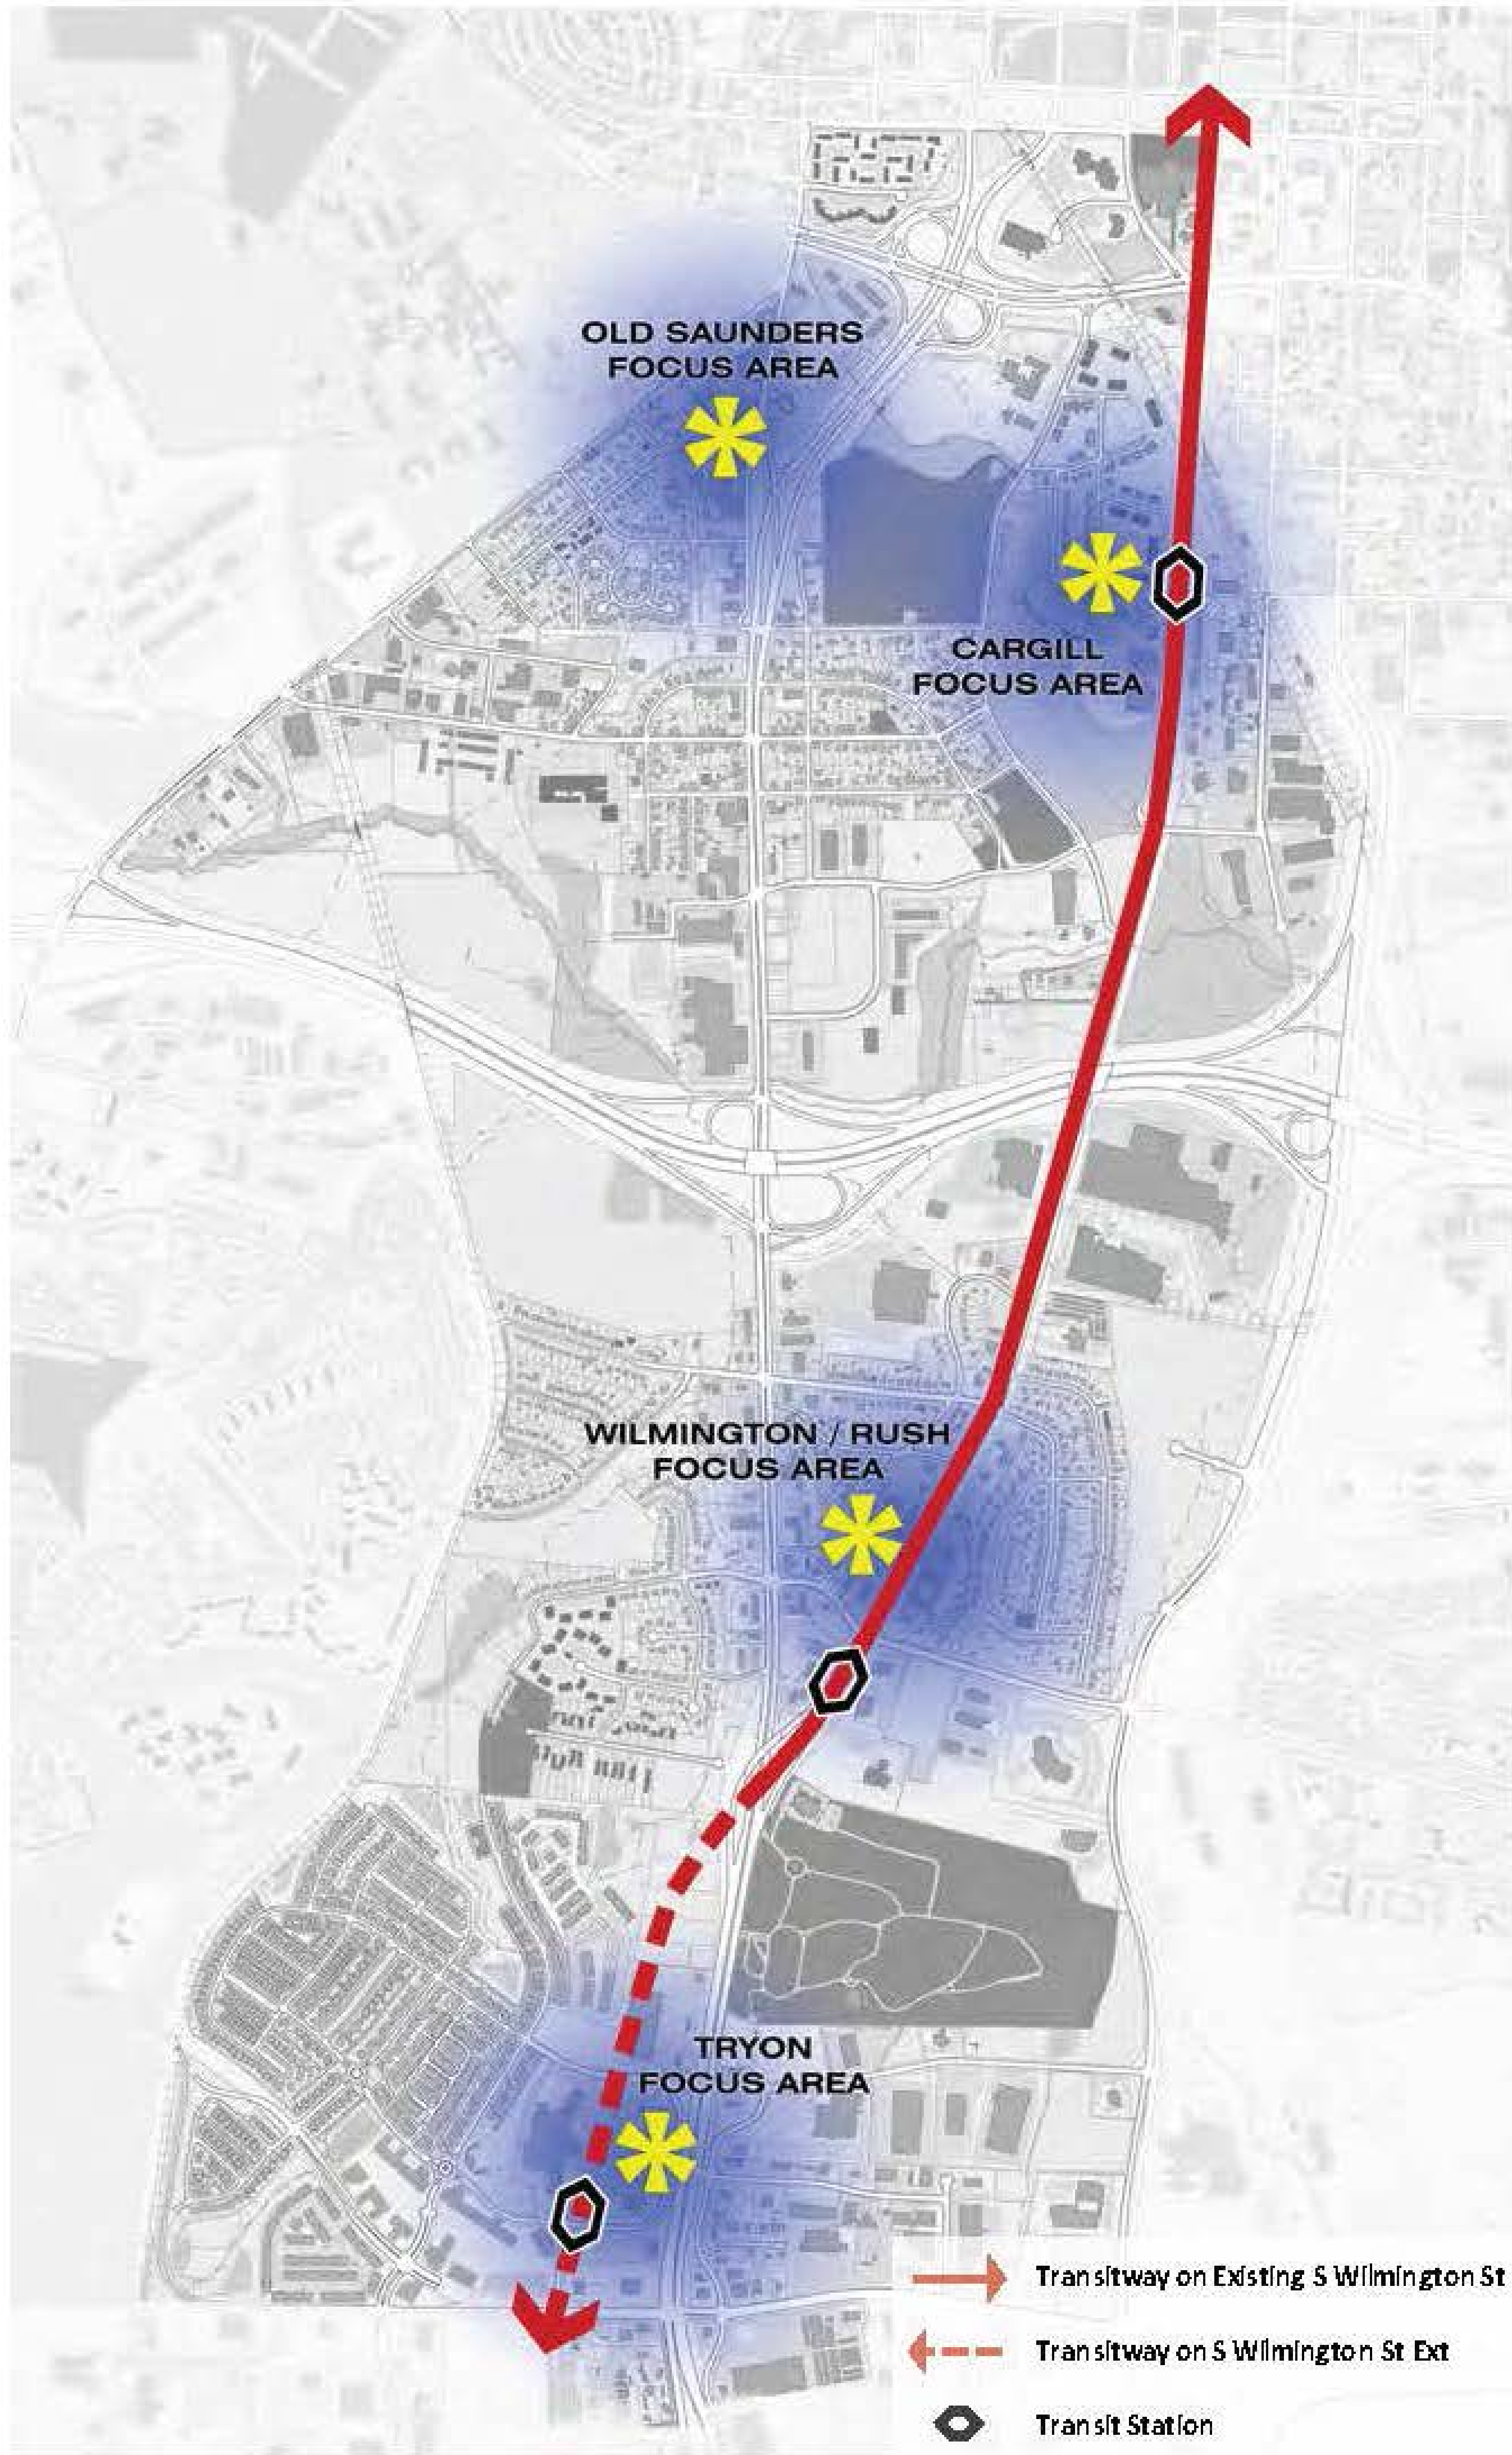 OLD SAUNDERS
FOCUS AREA
CARGILL
FOCUS AREA
WILMINGTON / RUSH
FOCUS AREA
TRYON
FOCUS AREA
Transitway on Existing S Wilmington St
Transitway on S Wilmington St Ext
Transit Station